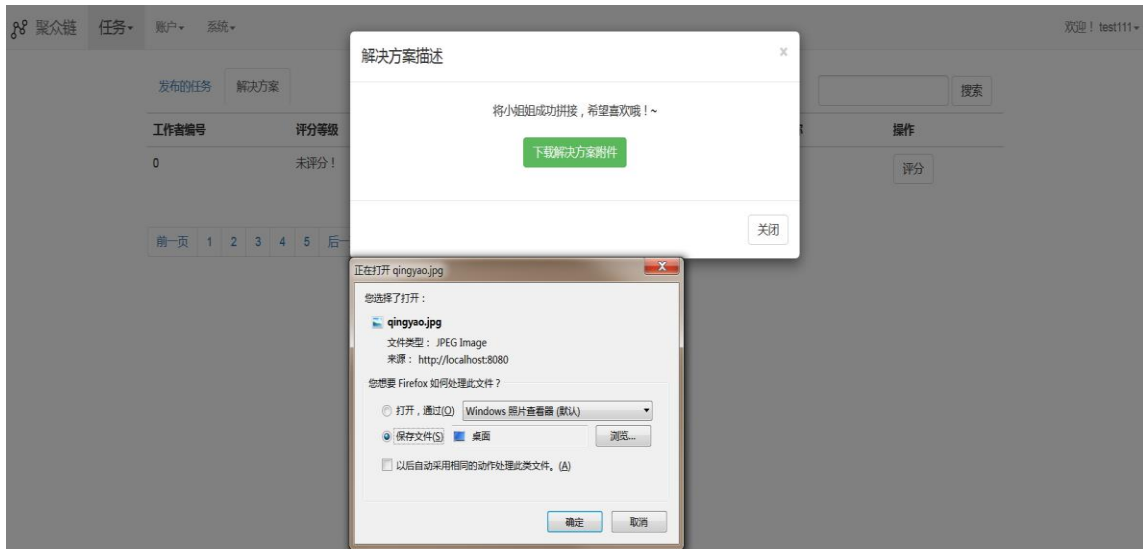 聚众链 任务 账户 系统 欢迎！test111
解决方案描述 x
发布的任务 解决方案 搜索
将小姐姐成功拼接，希望喜欢哦！~
工作者编号 评分等级 操作
下载解决方案附件
0 未评分！ 评分
关闭
前一页 1 2 3 4 5 后一
正在打开 qingyao.jpg
您选择了打开：
qingyao.jpg
文件类型： JPEG Image
来源： http://localhost:8080
您想要 Firefox 如何处理此文件？
打开，通过(O) Windows 照片查看器 (默认)
保存文件(S) 桌面 浏览...
以后自动采用相同的动作处理此类文件。(A)
确定 取消